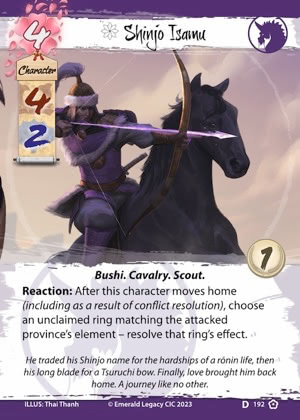 4
Shinjo Isamu
Character
4
2
1
Bushi. Cavalry. Scout.
Reaction: After this character moves home
(including as a result of conflict resolution), choose
an unclaimed ring matching the attacked
province's element – resolve that ring's effect.
He traded his Shinjo name for the hardships of a rōnin life, then
his long blade for a Tsuruchi bow. Finally, love brought him back
home. A journey like no other.
ILLUS: Thai Thanh © Emerald Legacy CIC 2023 D 192